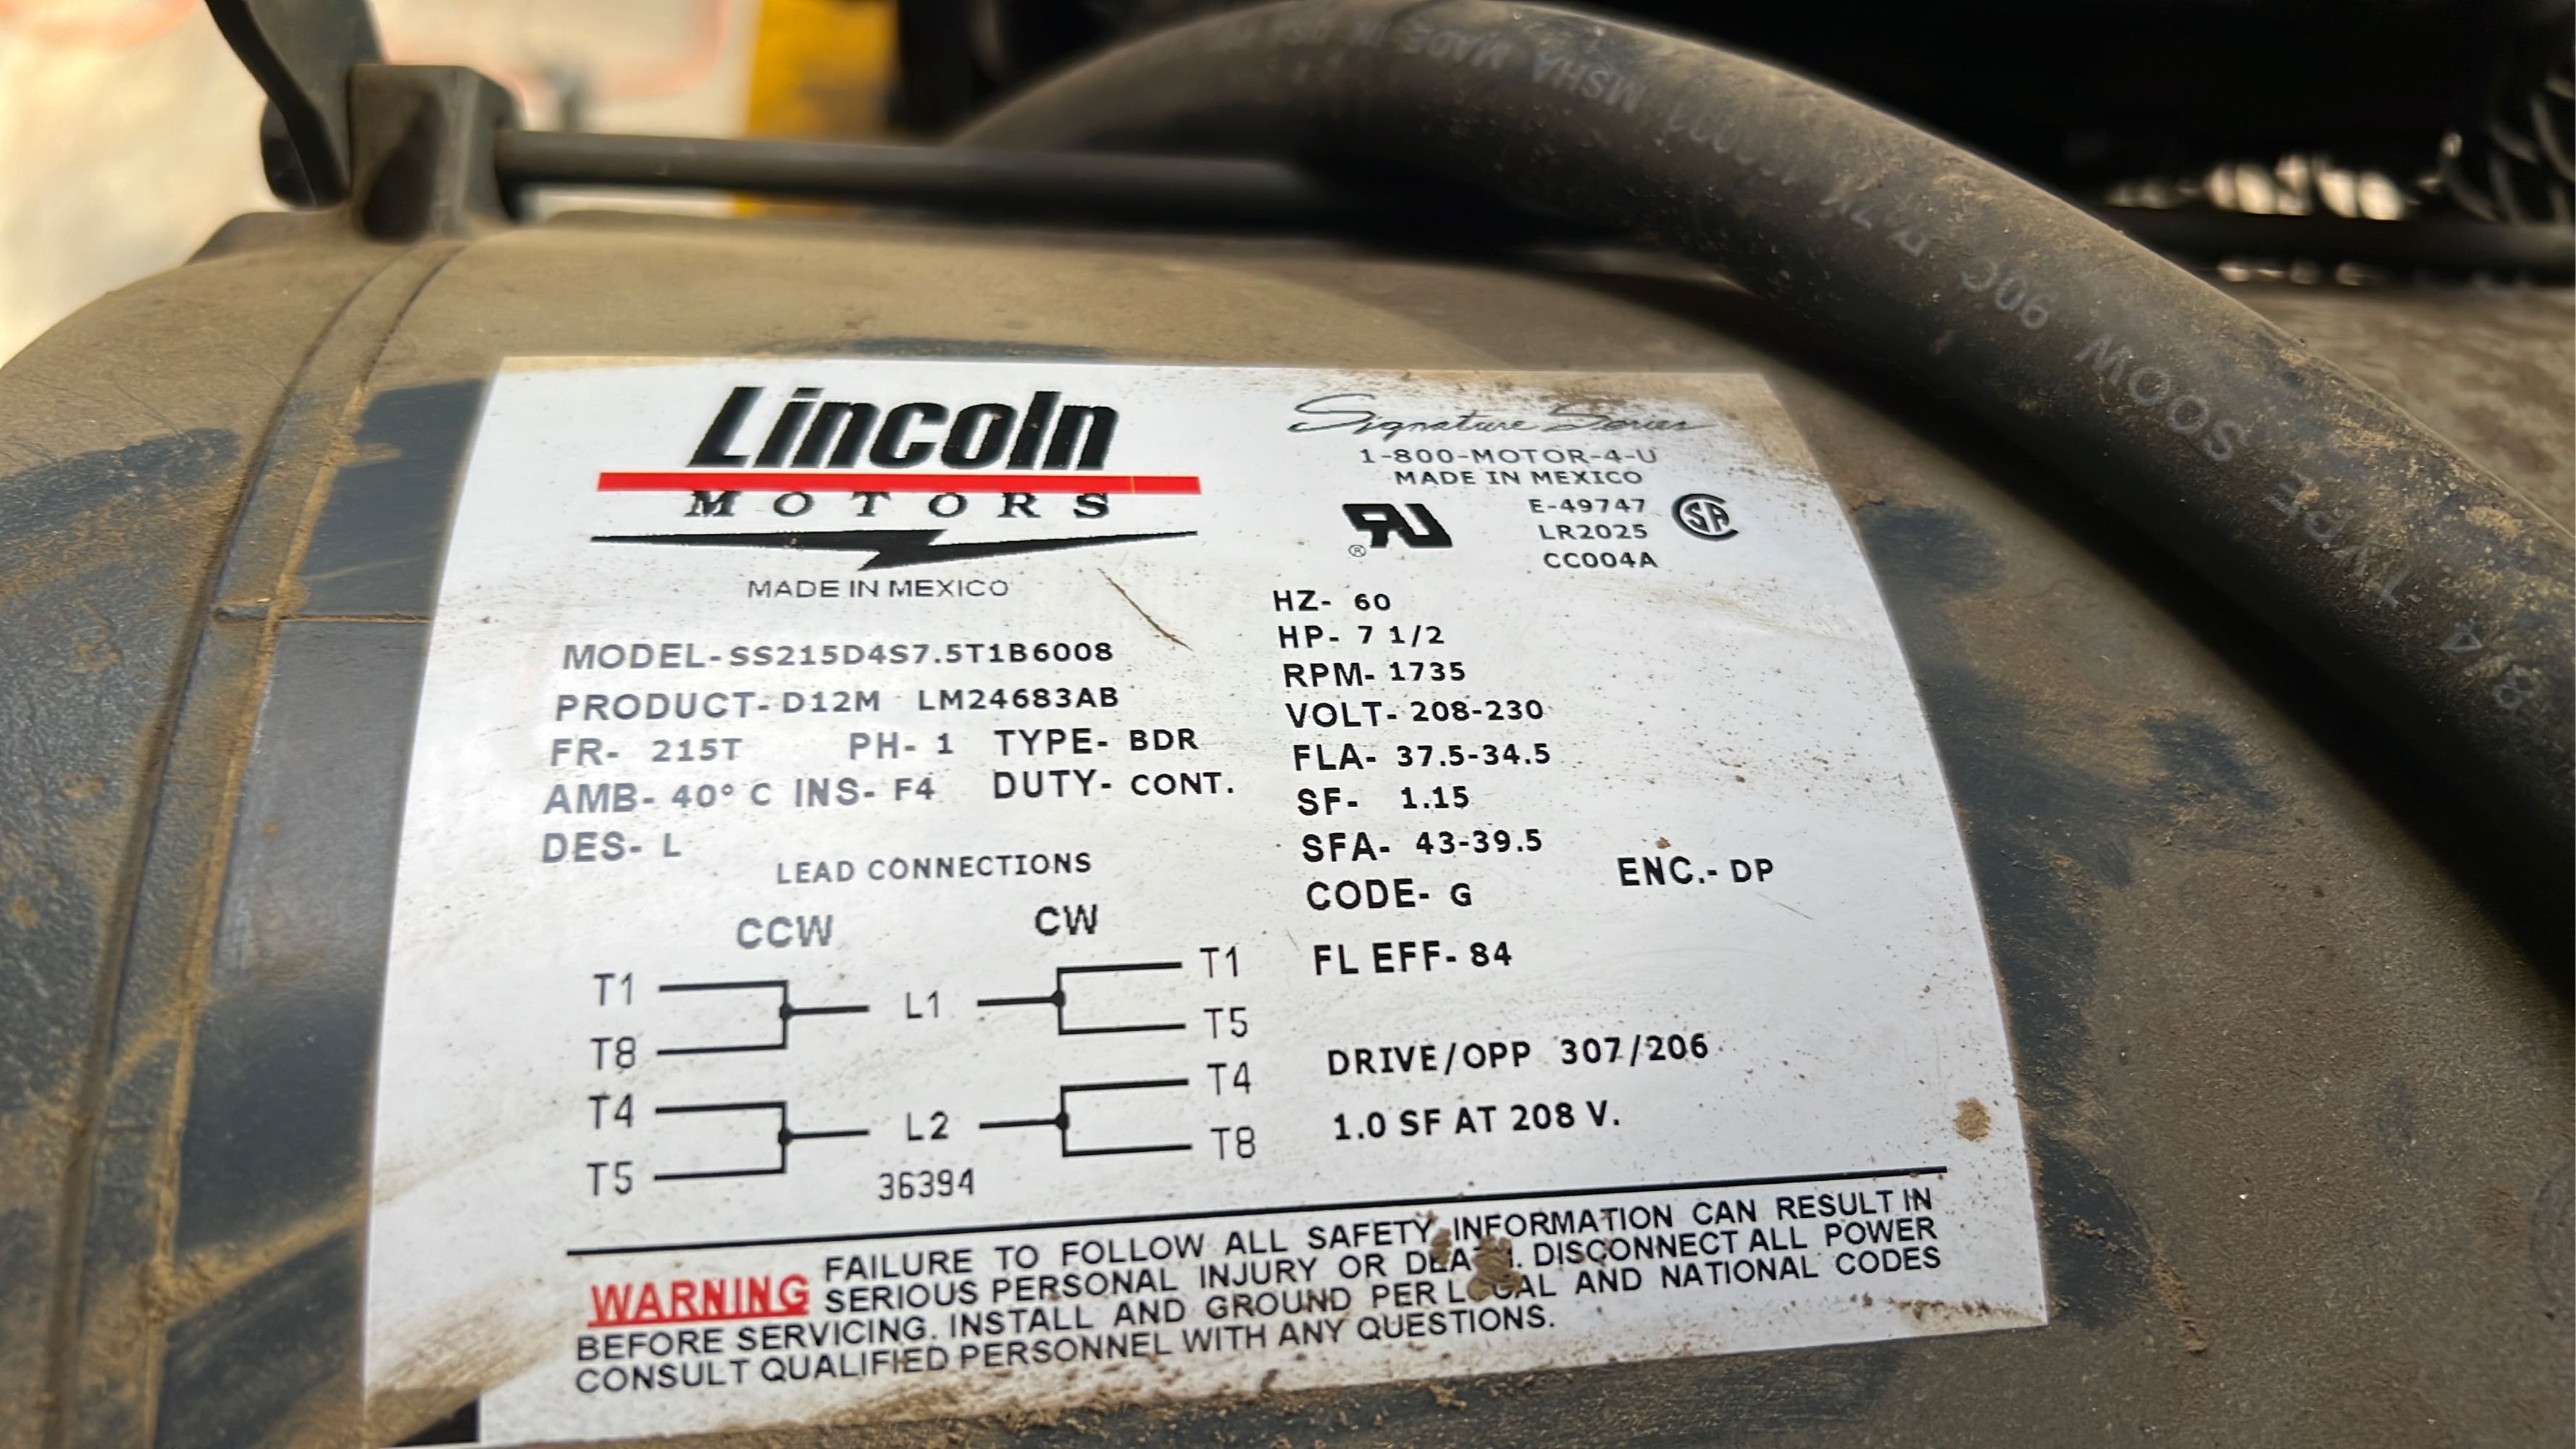 8/4 TYPE SOOW 90C
MSHA MADE IN
Lincoln
MOTORS
MADE IN MEXICO
Signature Series
1-800-MOTOR-4-U
MADE IN MEXICO
E-49747
LR2025
CC004A
MODEL- SS215D4S7.5T1B6008
PRODUCT- D12M LM24683AB
FR- 215T PH- 1 TYPE- BDR
AMB- 40° C INS- F4 DUTY- CONT.
DES- L
HZ- 60
HP- 7 1/2
RPM- 1735
VOLT- 208-230
FLA- 37.5-34.5
SF- 1.15
SFA- 43-39.5
CODE- G ENC.- DP
FL EFF- 84
DRIVE/OPP 307/206
1.0 SF AT 208 V.
LEAD CONNECTIONS
CCW CW
T1 L1 T1
T8 T5
T4 L2 T4
T5 T8
36394
WARNING FAILURE TO FOLLOW ALL SAFETY INFORMATION CAN RESULT IN
SERIOUS PERSONAL INJURY OR DEATH. DISCONNECT ALL POWER
BEFORE SERVICING. INSTALL AND GROUND PER LOCAL AND NATIONAL CODES
CONSULT QUALIFIED PERSONNEL WITH ANY QUESTIONS.